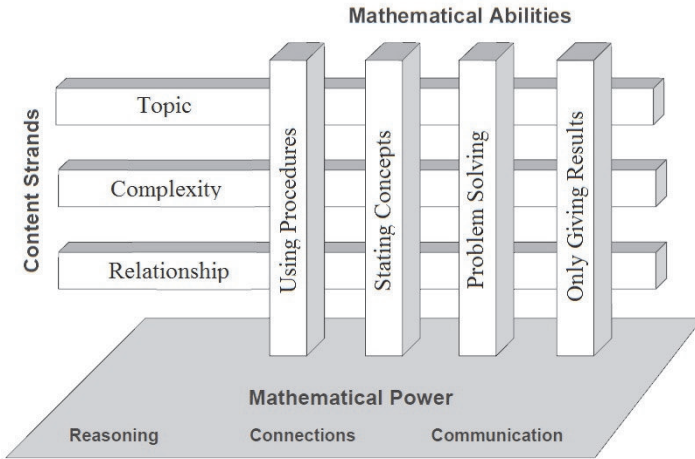 Mathematical Abilities
Content Strands
Topic
Complexity
Relationship
Using Procedures
Stating Concepts
Problem Solving
Only Giving Results
Mathematical Power
Reasoning Connections Communication